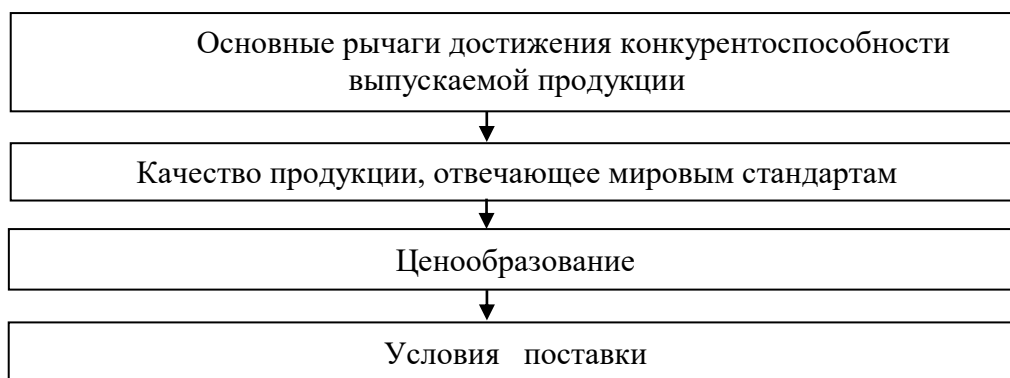 Основные рычаги достижения конкурентоспособности
выпускаемой продукции
Качество продукции, отвечающее мировым стандартам
Ценообразование
Условия поставки